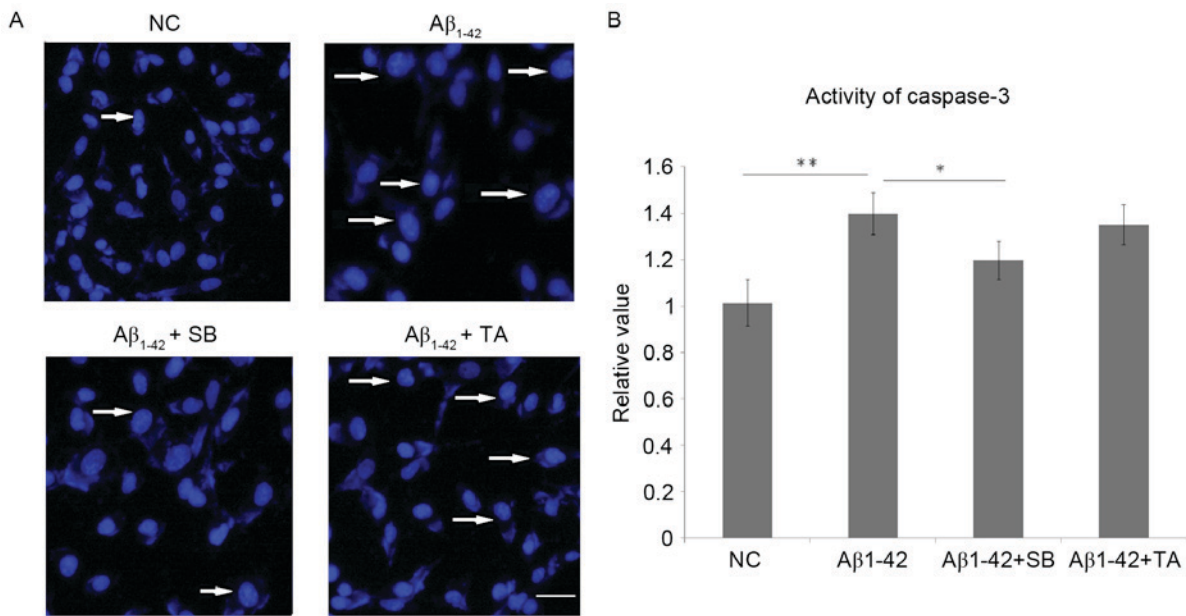 A
NC
Aβ1-42
Aβ1-42 + SB
Aβ1-42 + TA
B
Activity of caspase-3
Relative value
1.6
1.4
1.2
1
0.8
0.6
0.4
0.2
0
**
*
NC
Aβ1-42
Aβ1-42+SB
Aβ1-42+TA